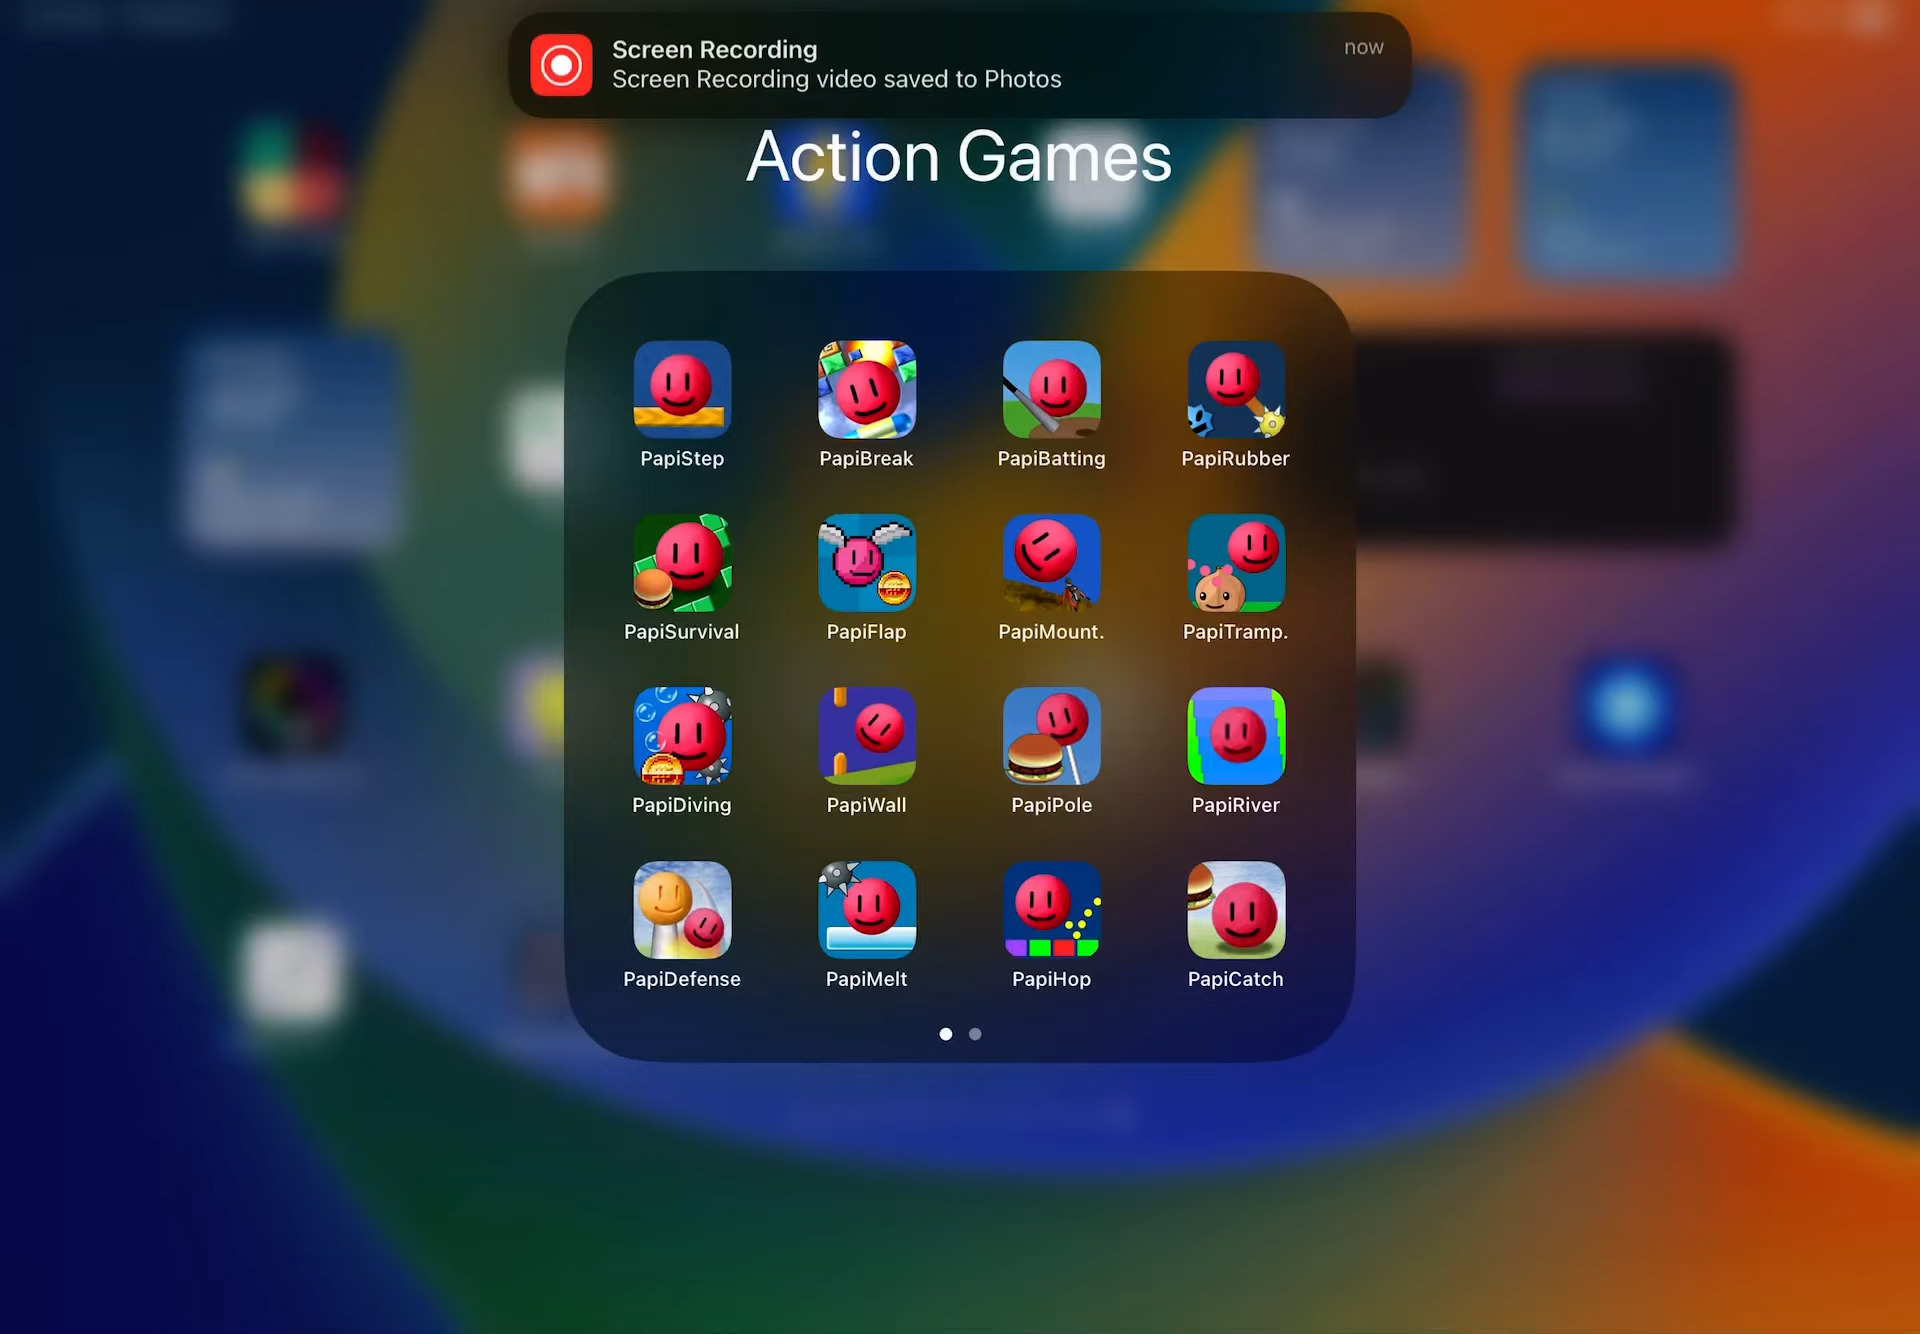 Screen Recording
now
Screen Recording video saved to Photos
Action Games
PapiStep
PapiBreak
PapiBatting
PapiRubber
PapiSurvival
PapiFlap
PapiMount.
PapiTramp.
PapiDiving
PapiWall
PapiPole
PapiRiver
PapiDefense
PapiMelt
PapiHop
PapiCatch